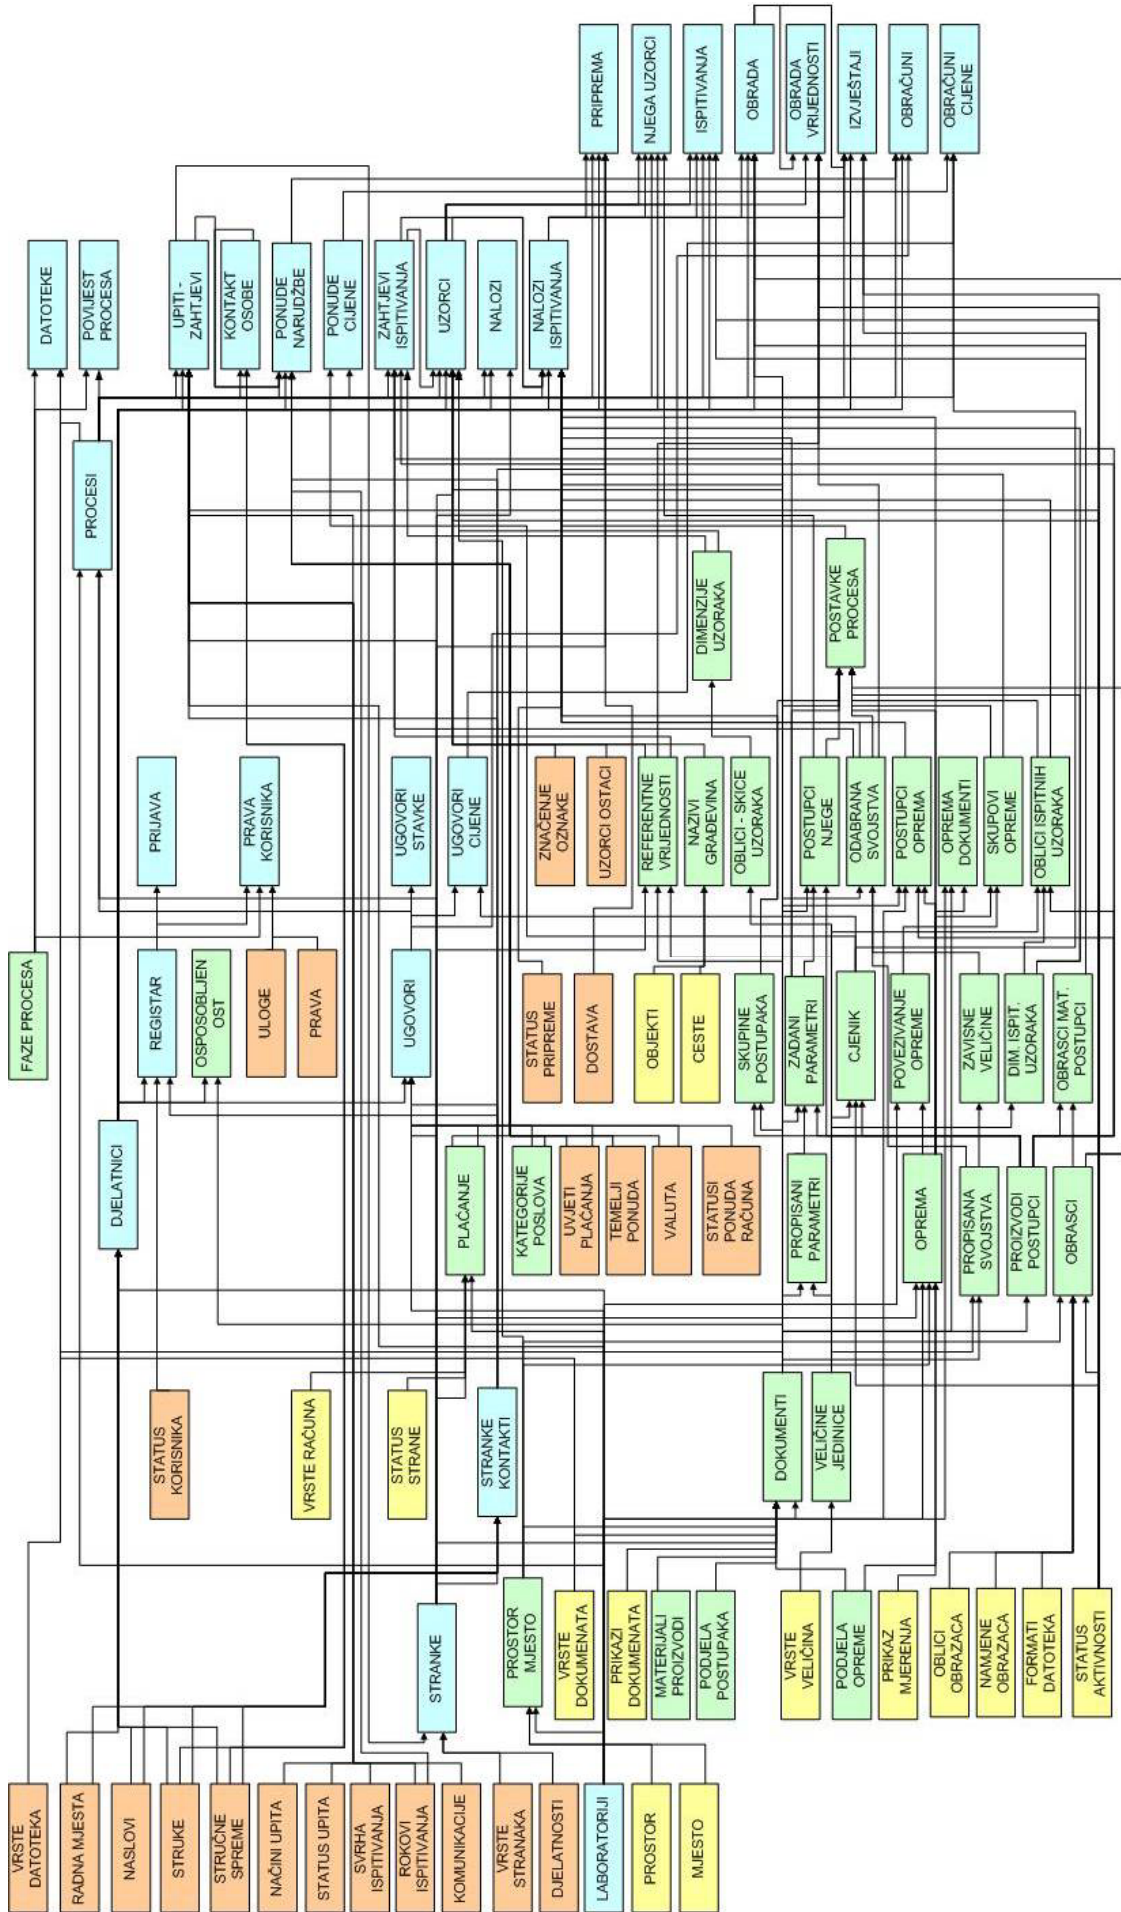 VRSTE
DATOTEKA
RADNA MJESTA
NASLOVI
STRUKE
STRUČNE
SPREME
NAČINI UPITA
STATUS UPITA
SVRHA
ISPITIVANJA
ROKOVI
ISPITIVANJA
KOMUNIKACIJE
VRSTE
STRANAKA
DJELATNOSTI
LABORATORIJI
PROSTOR
MJESTO
STRANKE
PROSTOR
MJESTO
VRSTE
DOKUMENATA
PRIKAZI
DOKUMENATA
MATERIJALI
PROIZVODI
PODJELA
POSTUPAKA
VRSTE
VELIČINA
PODJELA
OPREME
PRIKAZ
MJERENJA
OBLICI
OBRAZACA
NAMJENE
OBRAZACA
FORMATI
DATOTEKA
STATUS
AKTIVNOSTI
STATUS
KORISNIKA
VRSTE RAČUNA
STATUS
STRANE
STRANKE
KONTAKTI
DOKUMENTI
VELIČINE
JEDINICE
DJELATNICI
PLAĆANJE
KATEGORIJE
POSLOVA
UVJETI
PLAĆANJA
TEMELJI
PONUDA
VALUTA
STATUSI
PONUDA
RAČUNA
PROPISANI
PARAMETRI
OPREMA
PROPISANA
SVOJSTVA
PROIZVODI
POSTUPCI
OBRASCI
FAZE PROCESA
REGISTAR
OSPOSOBLJEN
OST
ULOGE
PRAVA
UGOVORI
STATUS
PRIPREME
DOSTAVA
OBJEKTI
CESTE
SKUPINE
POSTUPAKA
ZADANI
PARAMETRI
CJENIK
POVEZIVANJE
OPREME
ZAVISNE
VELIČINE
DIM. ISPIT.
UZORAKA
OBRASCI MAT.
POSTUPCI
PRIJAVA
PRAVA
KORISNIKA
UGOVORI
STAVKE
UGOVORI
CIJENE
ZNAČENJE
OZNAKE
UZORCI OSTACI
REFERENTNE
VRIJEDNOSTI
NAZIVI
GRAĐEVINA
OBLICI - SKICE
UZORAKA
POSTUPCI
NJEGE
ODABRANA
SVOJSTVA
POSTUPCI
OPREMA
OPREMA
DOKUMENTI
SKUPOVI
OPREME
OBLICI ISPITNIH
UZORAKA
PROCESI
DIMENZIJE
UZORAKA
POSTAVKE
PROCESA
DATOTEKE
POVIJEST
PROCESA
UPITI -
ZAHTJEVI
KONTAKT
OSOBE
PONUDE
NARUDŽBE
PONUDE
CIJENE
ZAHTJEVI
ISPITIVANJA
UZORCI
NALOZI
NALOZI
ISPITIVANJA
PRIPREMA
NJEGA UZORCI
ISPITIVANJA
OBRADA
OBRADA
VRIJEDNOSTI
IZVJEŠTAJI
OBRAČUNI
OBRAČUNI
CIJENE